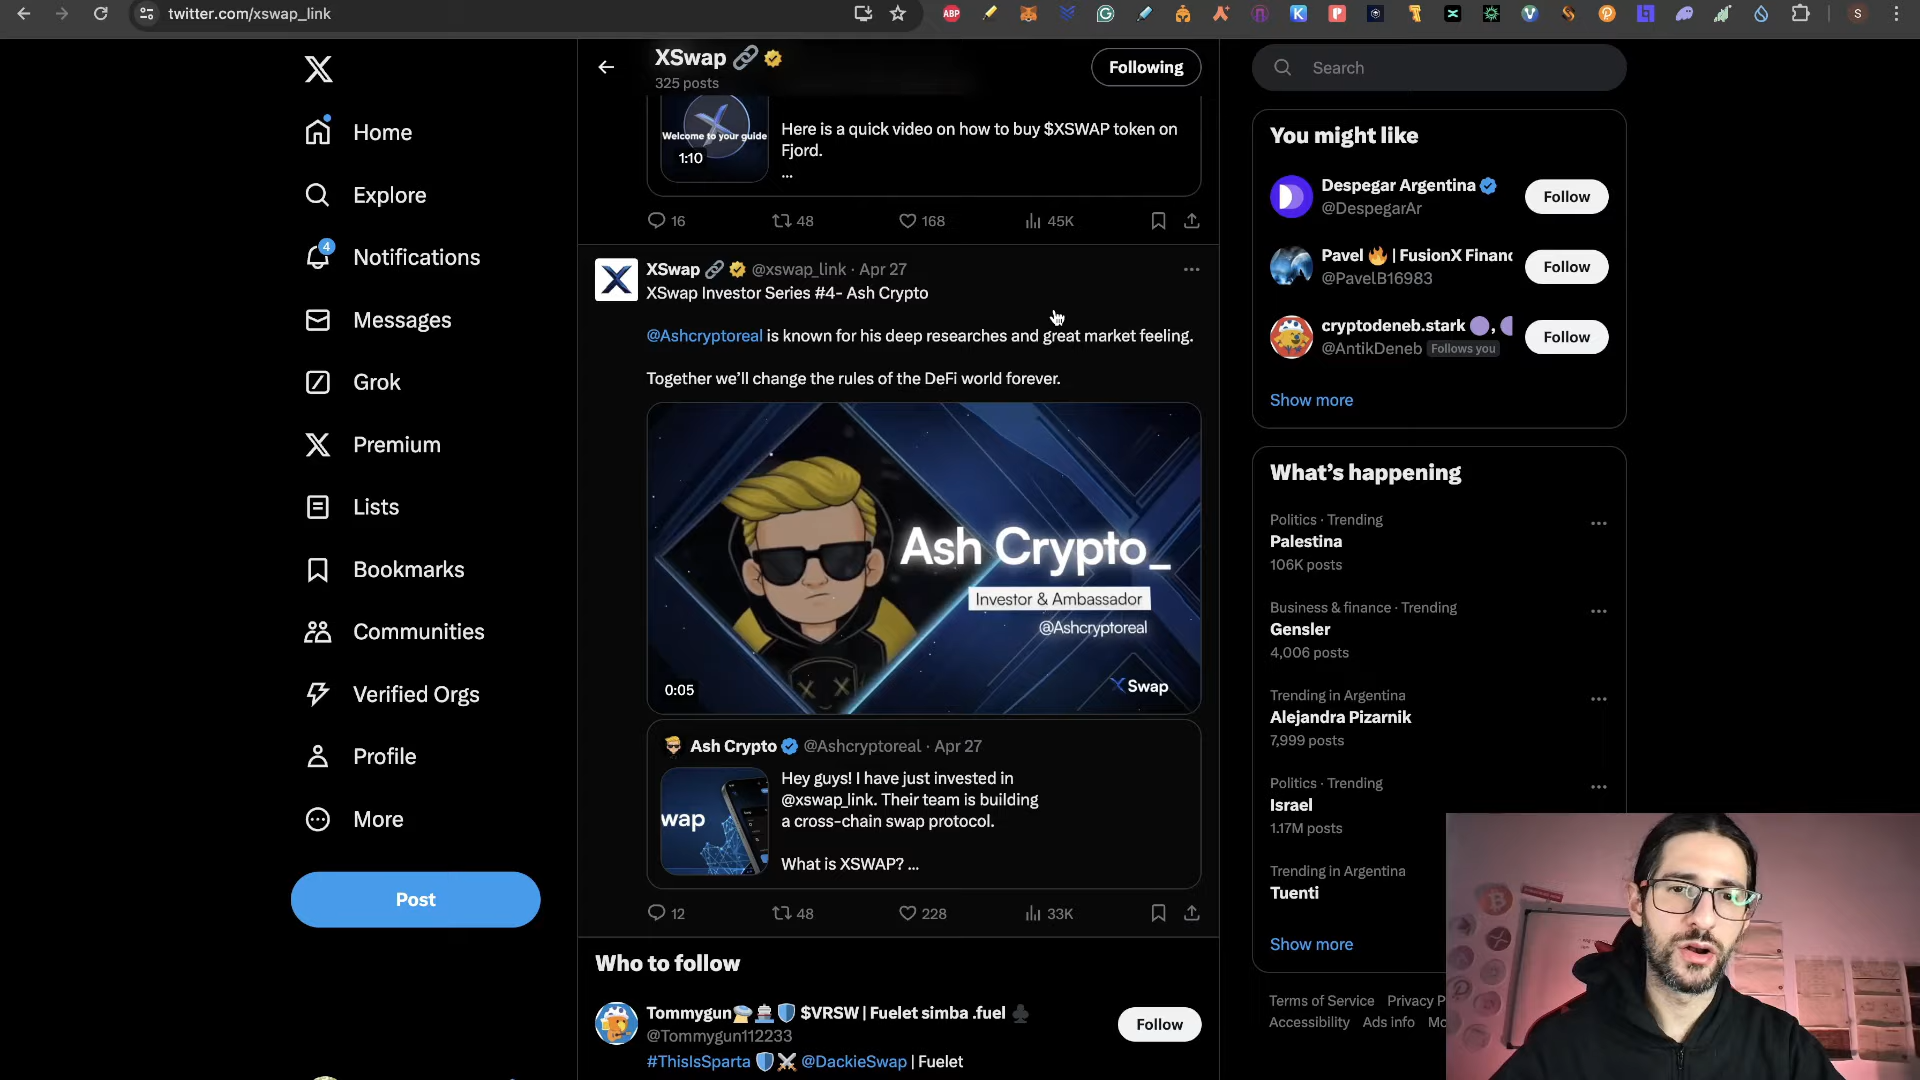 twitter.com/xswap_link
XSwap
325 posts
Following
Search
Home
Explore
4
Notifications
Messages
Grok
Premium
Lists
Bookmarks
Communities
Verified Orgs
Profile
More
Post
Welcome to your guide
1:10
Here is a quick video on how to buy $XSWAP token on
Fjord.
...
16 48 168 45K
XSwap @xswap_link · Apr 27
XSwap Investor Series #4- Ash Crypto
@Ashcryptoreal is known for his deep researches and great market feeling.
Together we’ll change the rules of the DeFi world forever.
Ash Crypto_
Investor & Ambassador
@Ashcryptoreal
XSwap
0:05
Ash Crypto @Ashcryptoreal · Apr 27
wap
Hey guys! I have just invested in
@xswap_link. Their team is building
a cross-chain swap protocol.
What is XSWAP? ...
12 48 228 33K
Who to follow
Tommygun $VRSW | Fuelet simba .fuel
@Tommygun112233
#ThisIsSparta @DackieSwap | Fuelet
Follow
You might like
Despegar Argentina
@DespegarAr
Follow
Pavel | FusionX Financ
@PavelB16983
Follow
cryptodeneb.stark ,
@AntikDeneb Follows you
Follow
Show more
What’s happening
Politics · Trending
Palestina
106K posts
Business & finance · Trending
Gensler
4,006 posts
Trending in Argentina
Alejandra Pizarnik
7,999 posts
Politics · Trending
Israel
1.17M posts
Trending in Argentina
Tuenti
Show more
Terms of Service Privacy P
Accessibility Ads info Mo